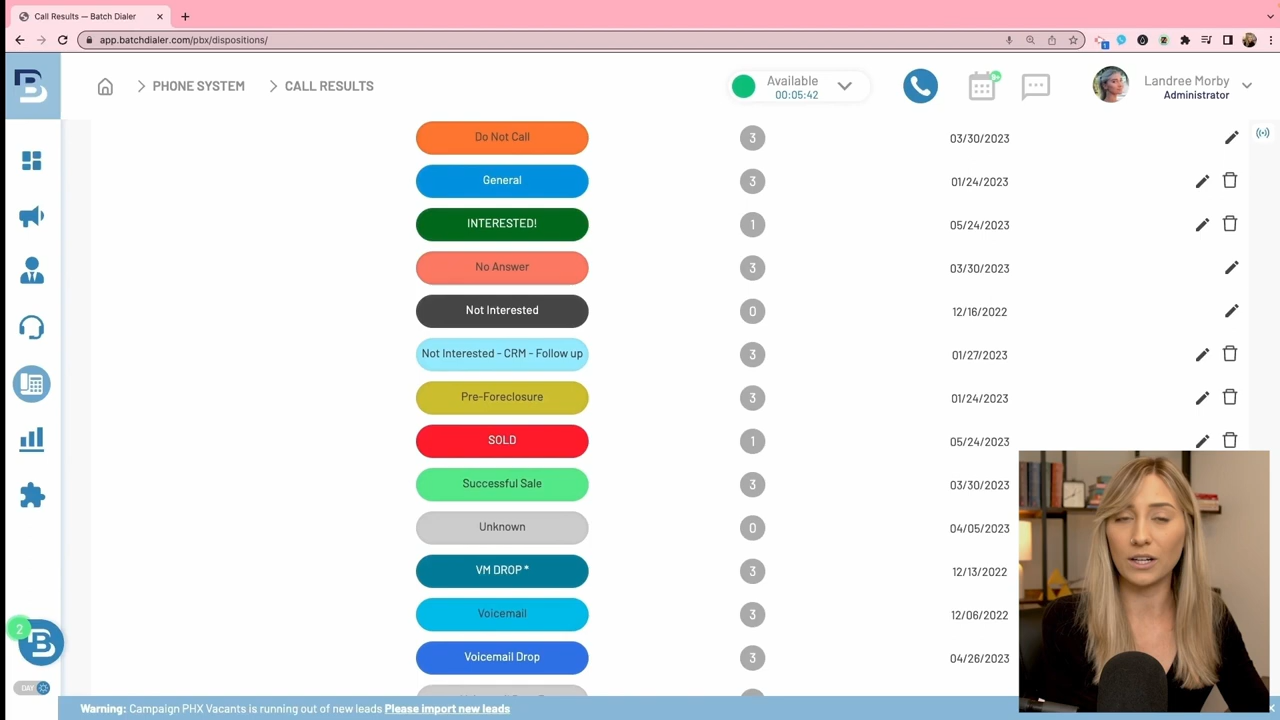 Call Results — Batch Dialer
app.batchdialer.com/pbx/dispositions/
PHONE SYSTEM
CALL RESULTS
Available
00:05:42
9+
Landree Morby
Administrator
Do Not Call 3 03/30/2023
General 3 01/24/2023
INTERESTED! 1 05/24/2023
No Answer 3 03/30/2023
Not Interested 0 12/16/2022
Not Interested - CRM - Follow up 3 01/27/2023
Pre-Foreclosure 3 01/24/2023
SOLD 1 05/24/2023
Successful Sale 3 03/30/2023
Unknown 0 04/05/2023
VM DROP * 3 12/13/2022
Voicemail 3 12/06/2022
Voicemail Drop 3 04/26/2023
2
DAY
Warning: Campaign PHX Vacants is running out of new leads Please import new leads